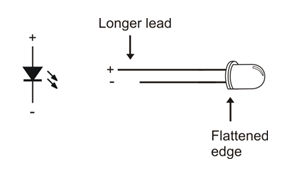 Longer lead
+
+
-
-
Flattened
edge